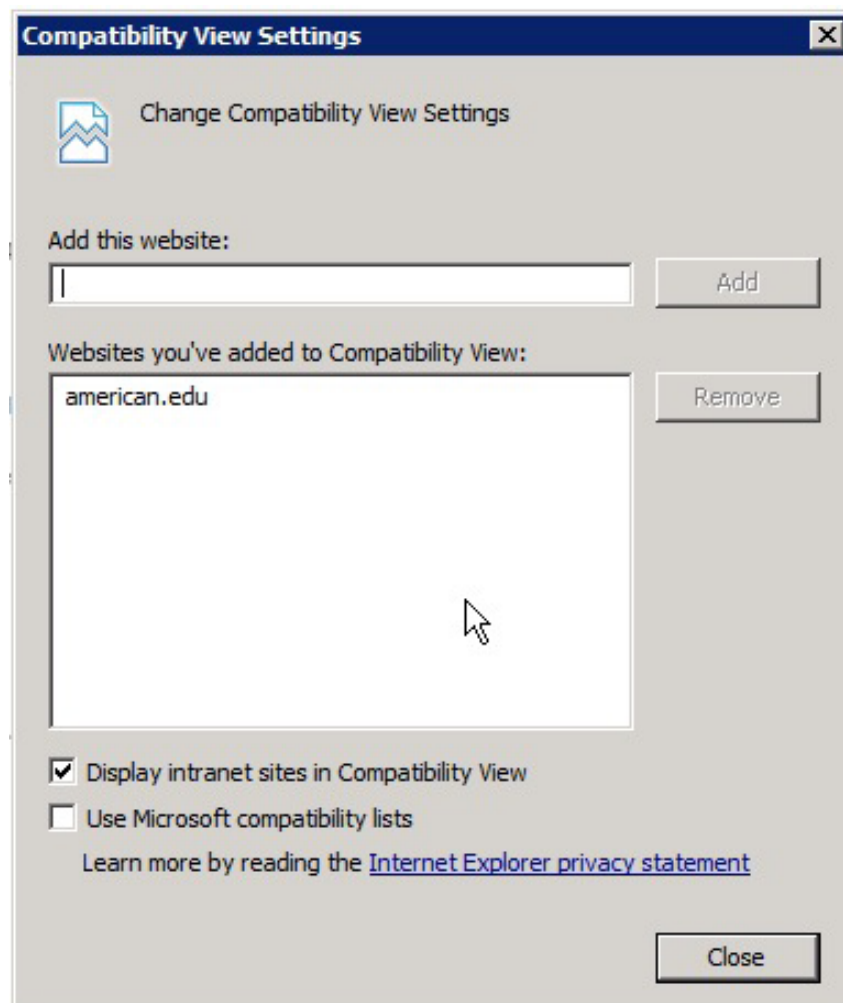 Compatibility View Settings
Change Compatibility View Settings
Add this website:
Add
Websites you've added to Compatibility View:
american.edu
Remove
Display intranet sites in Compatibility View
Use Microsoft compatibility lists
Learn more by reading the Internet Explorer privacy statement
Close